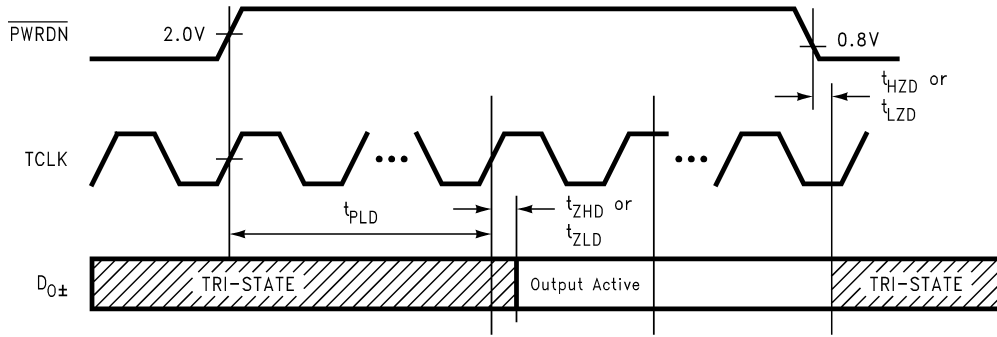 PWRDN
2.0V
0.8V
tHZD or
tLZD
TCLK
tPLD
tZHD or
tZLD
DO±
TRI-STATE
Output Active
TRI-STATE